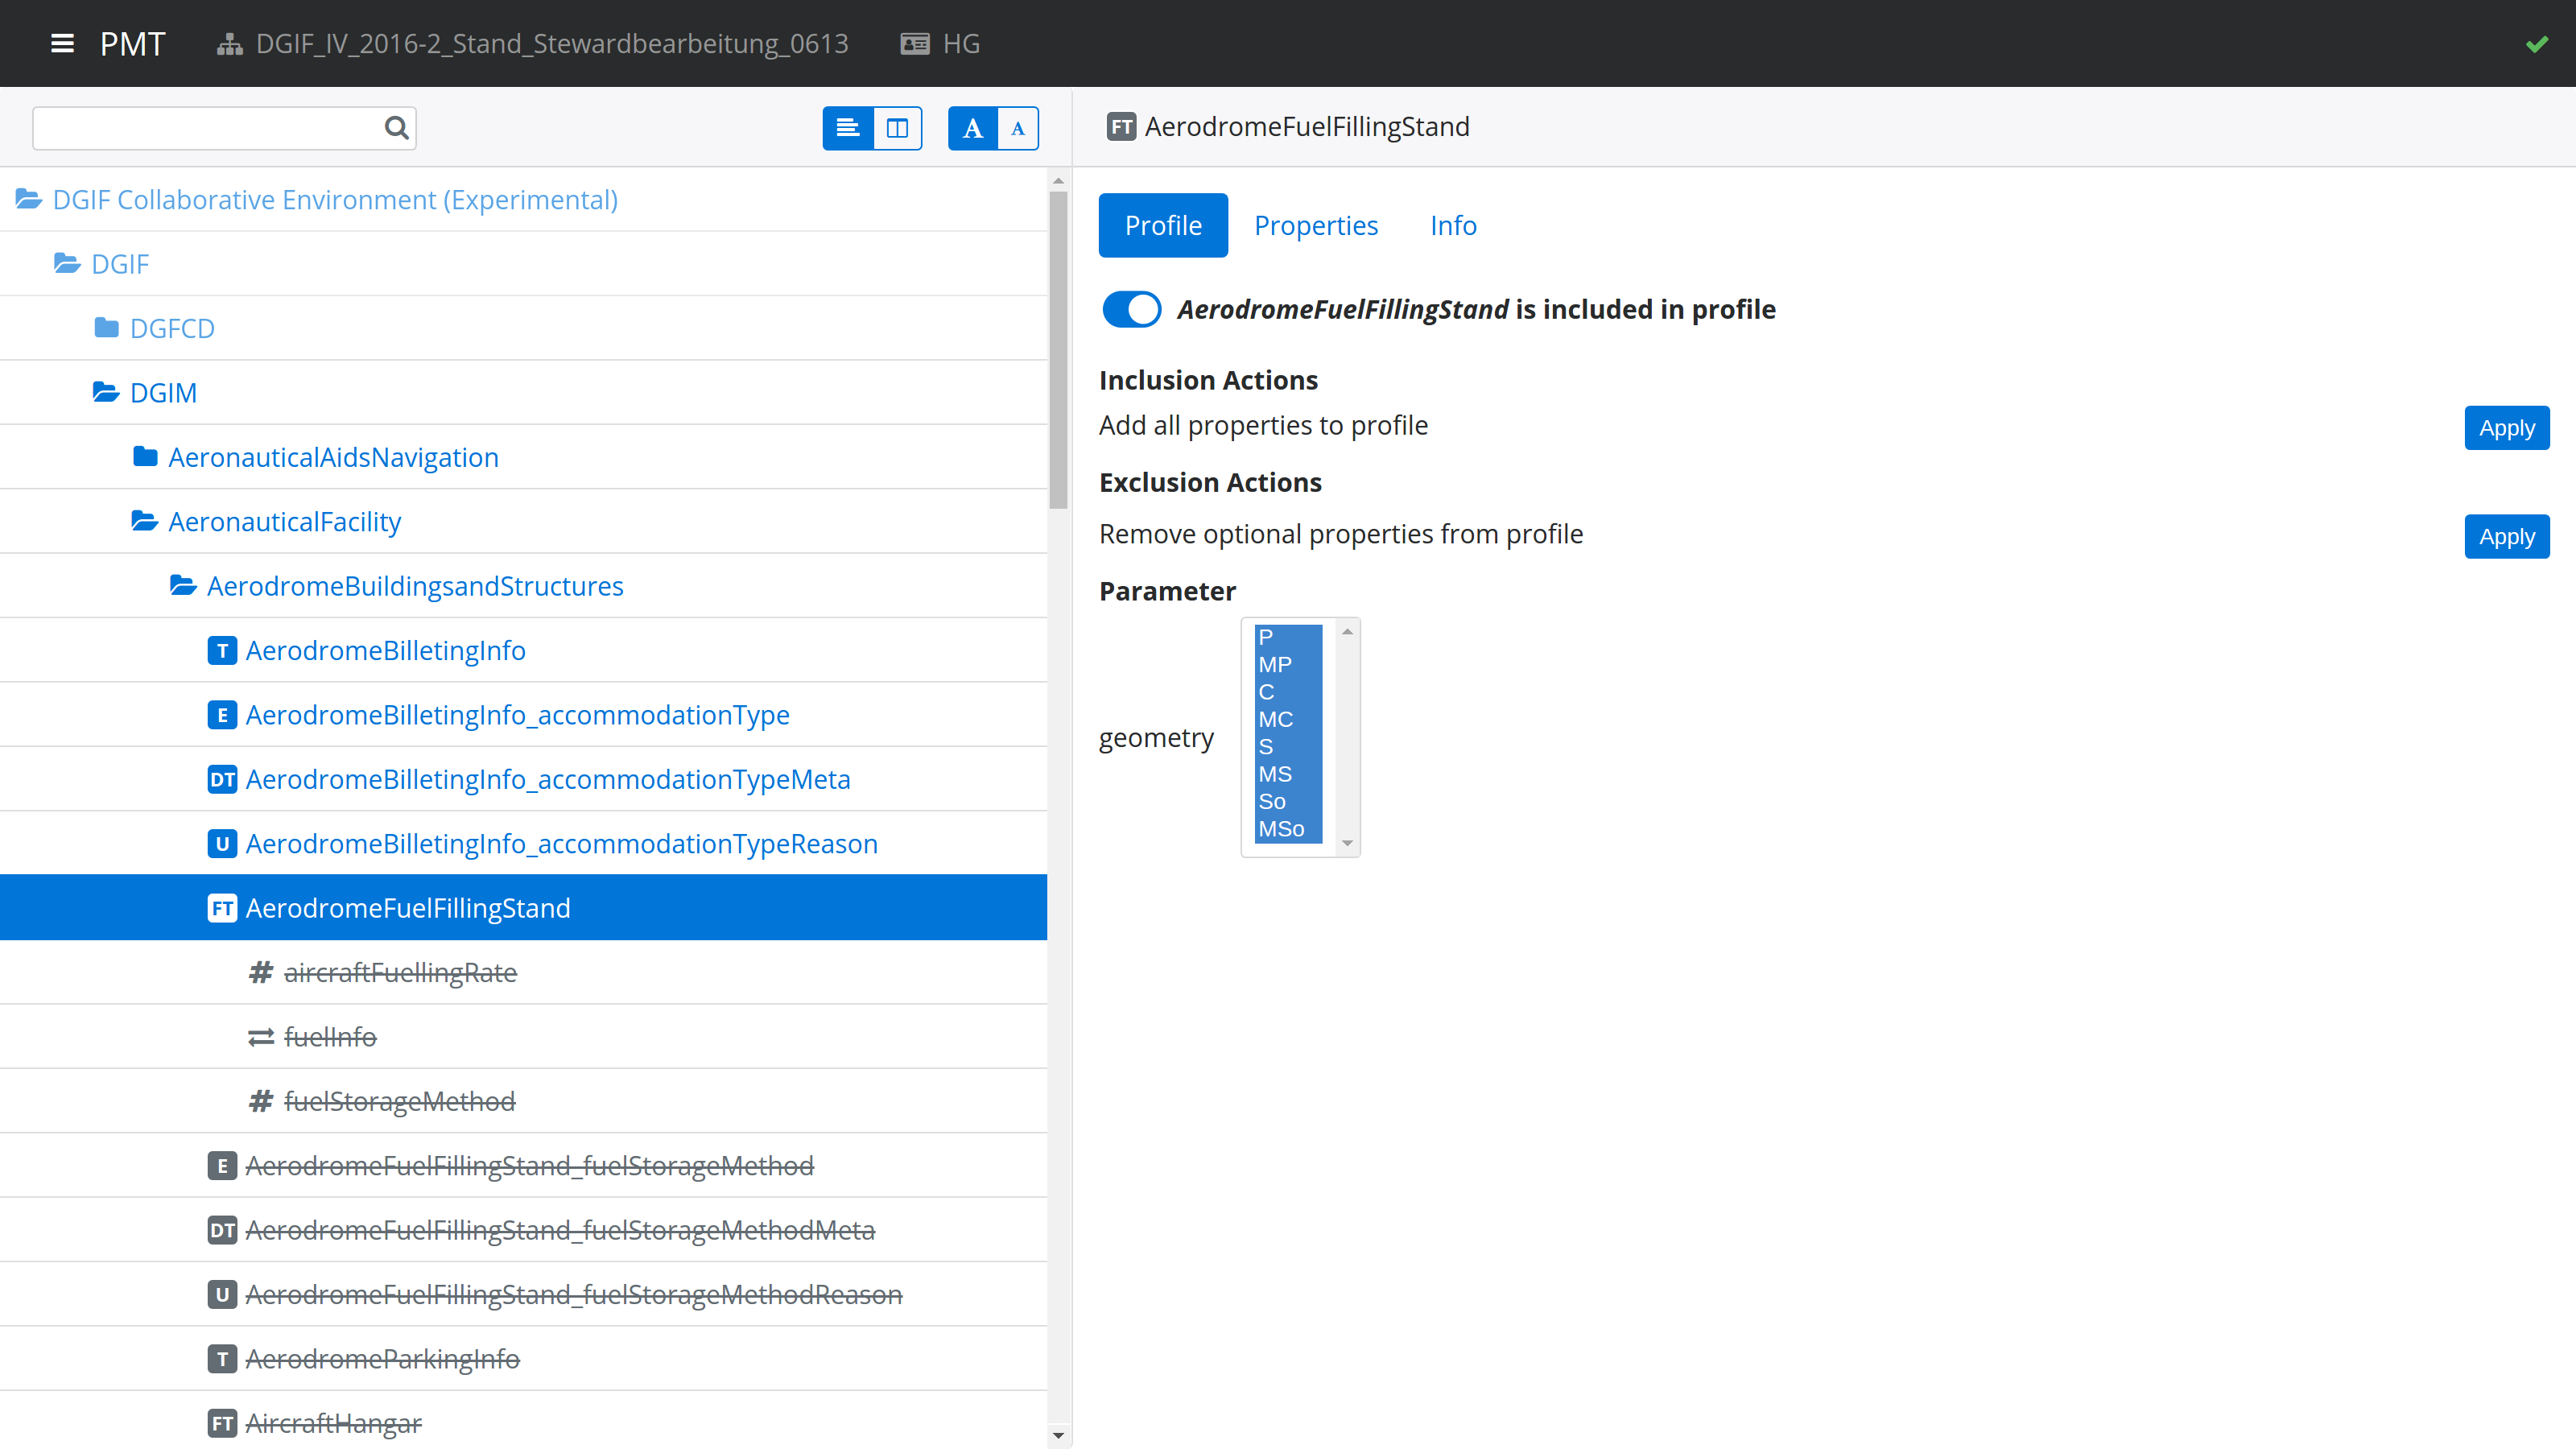 PMT DGIF_IV_2016-2_Stand_Stewardbearbeitung_0613 HG
A A
FT AerodromeFuelFillingStand
DGIF Collaborative Environment (Experimental)
DGIF
DGFCD
DGIM
AeronauticalAidsNavigation
AeronauticalFacility
AerodromeBuildingsandStructures
T AerodromeBilletingInfo
E AerodromeBilletingInfo_accommodationType
DT AerodromeBilletingInfo_accommodationTypeMeta
U AerodromeBilletingInfo_accommodationTypeReason
FT AerodromeFuelFillingStand
# aircraftFuellingRate
fuelInfo
# fuelStorageMethod
E AerodromeFuelFillingStand_fuelStorageMethod
DT AerodromeFuelFillingStand_fuelStorageMethodMeta
U AerodromeFuelFillingStand_fuelStorageMethodReason
T AerodromeParkingInfo
FT AircraftHangar
Profile Properties Info
AerodromeFuelFillingStand is included in profile
Inclusion Actions
Add all properties to profile Apply
Exclusion Actions
Remove optional properties from profile Apply
Parameter
geometry
P
MP
C
MC
S
MS
So
MSo